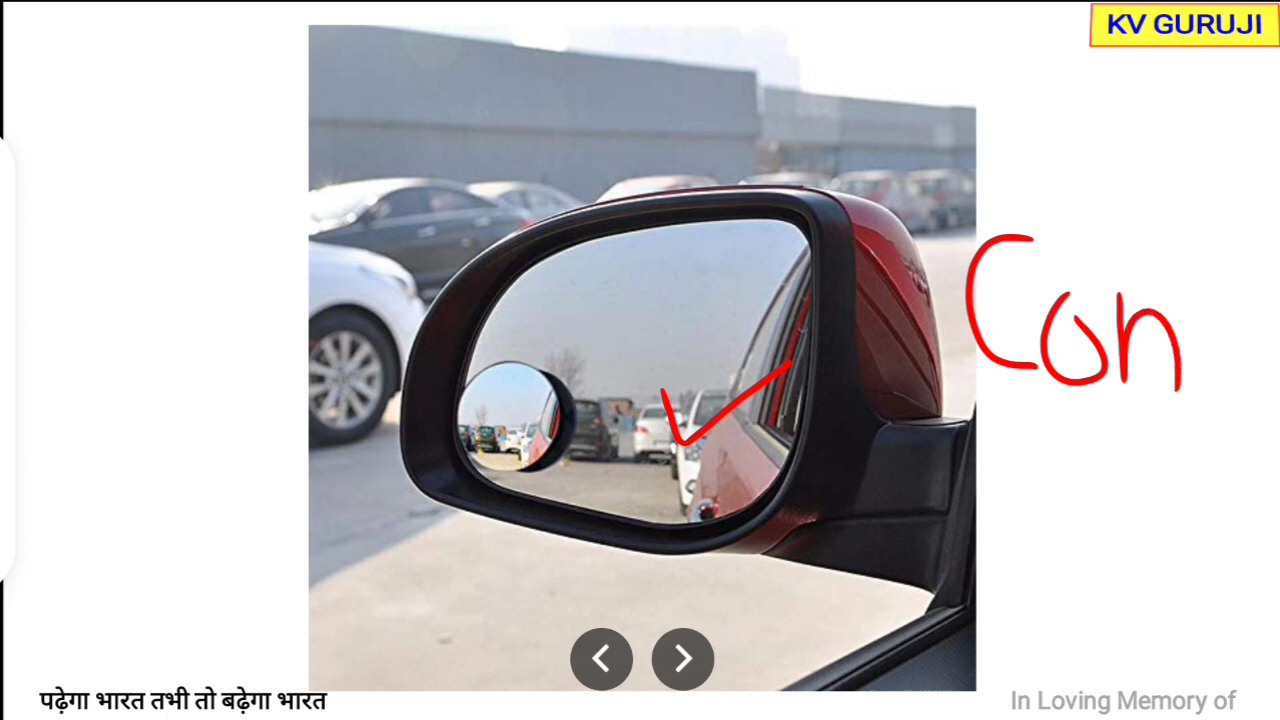 KV GURUJI
Con
पढ़ेगा भारत तभी तो बढ़ेगा भारत
In Loving Memory of